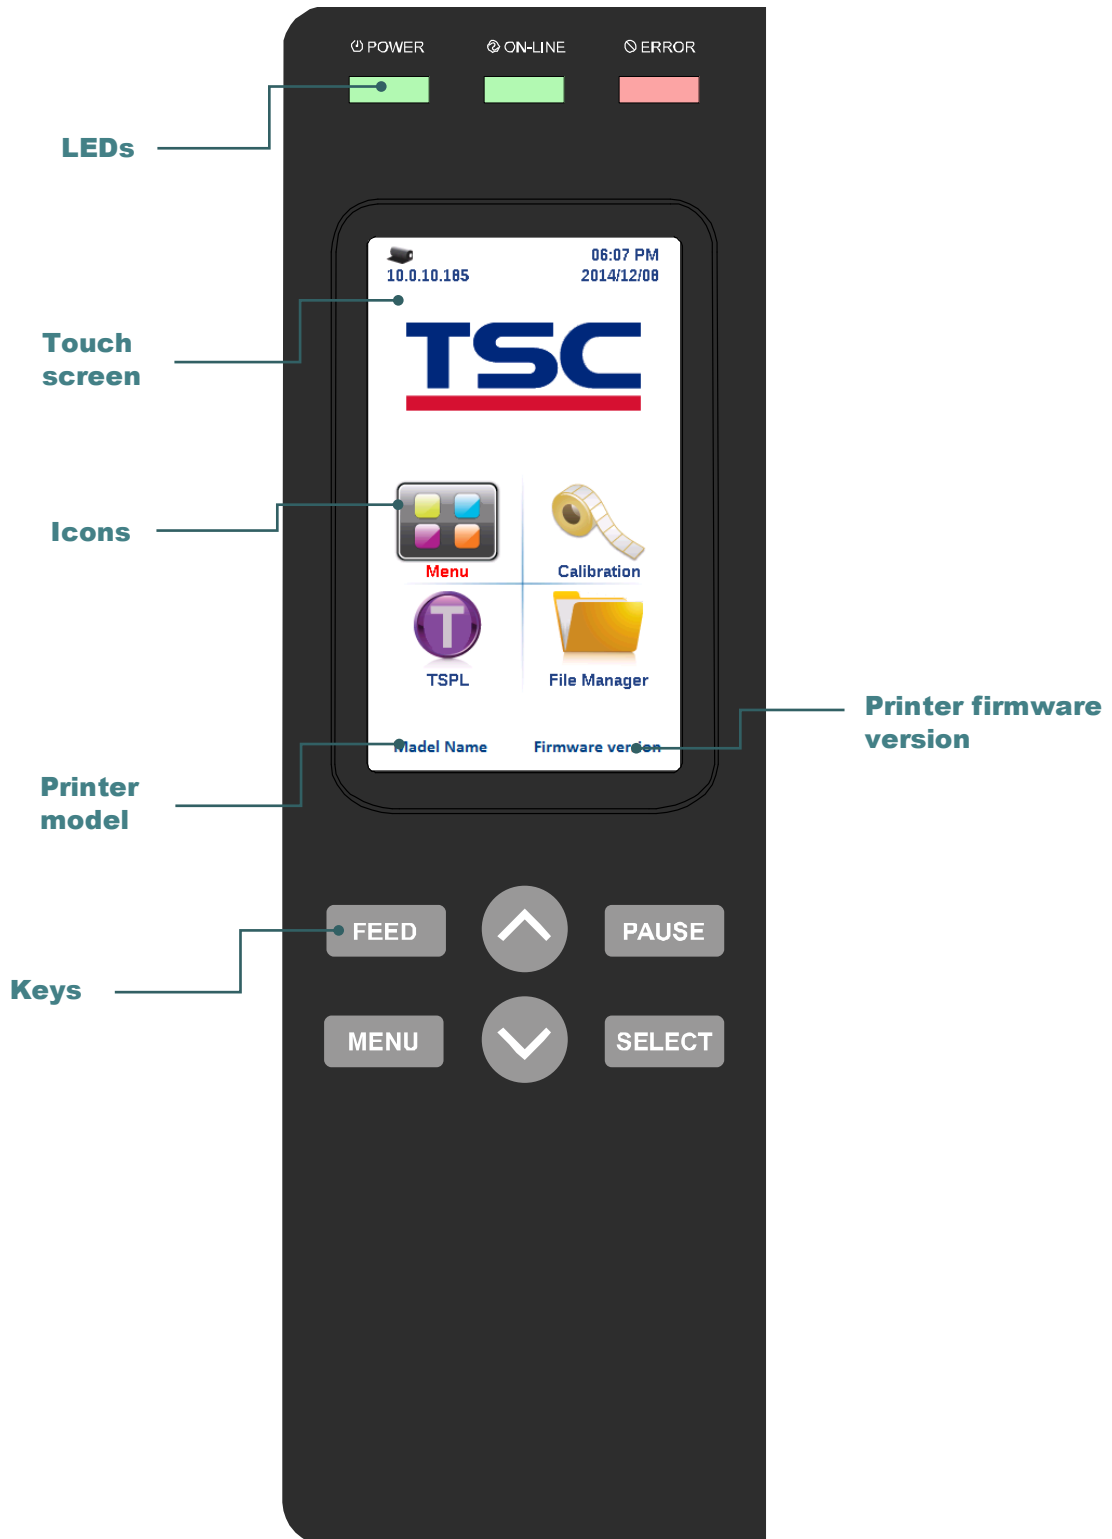 POWER
ON-LINE
ERROR
LEDs
10.0.10.185
06:07 PM
2014/12/08
TSC
Touch
screen
Icons
Menu
Calibration
T
TSPL
File Manager
Madel Name
Firmware version
Printer firmware
version
Printer
model
FEED
PAUSE
Keys
MENU
SELECT